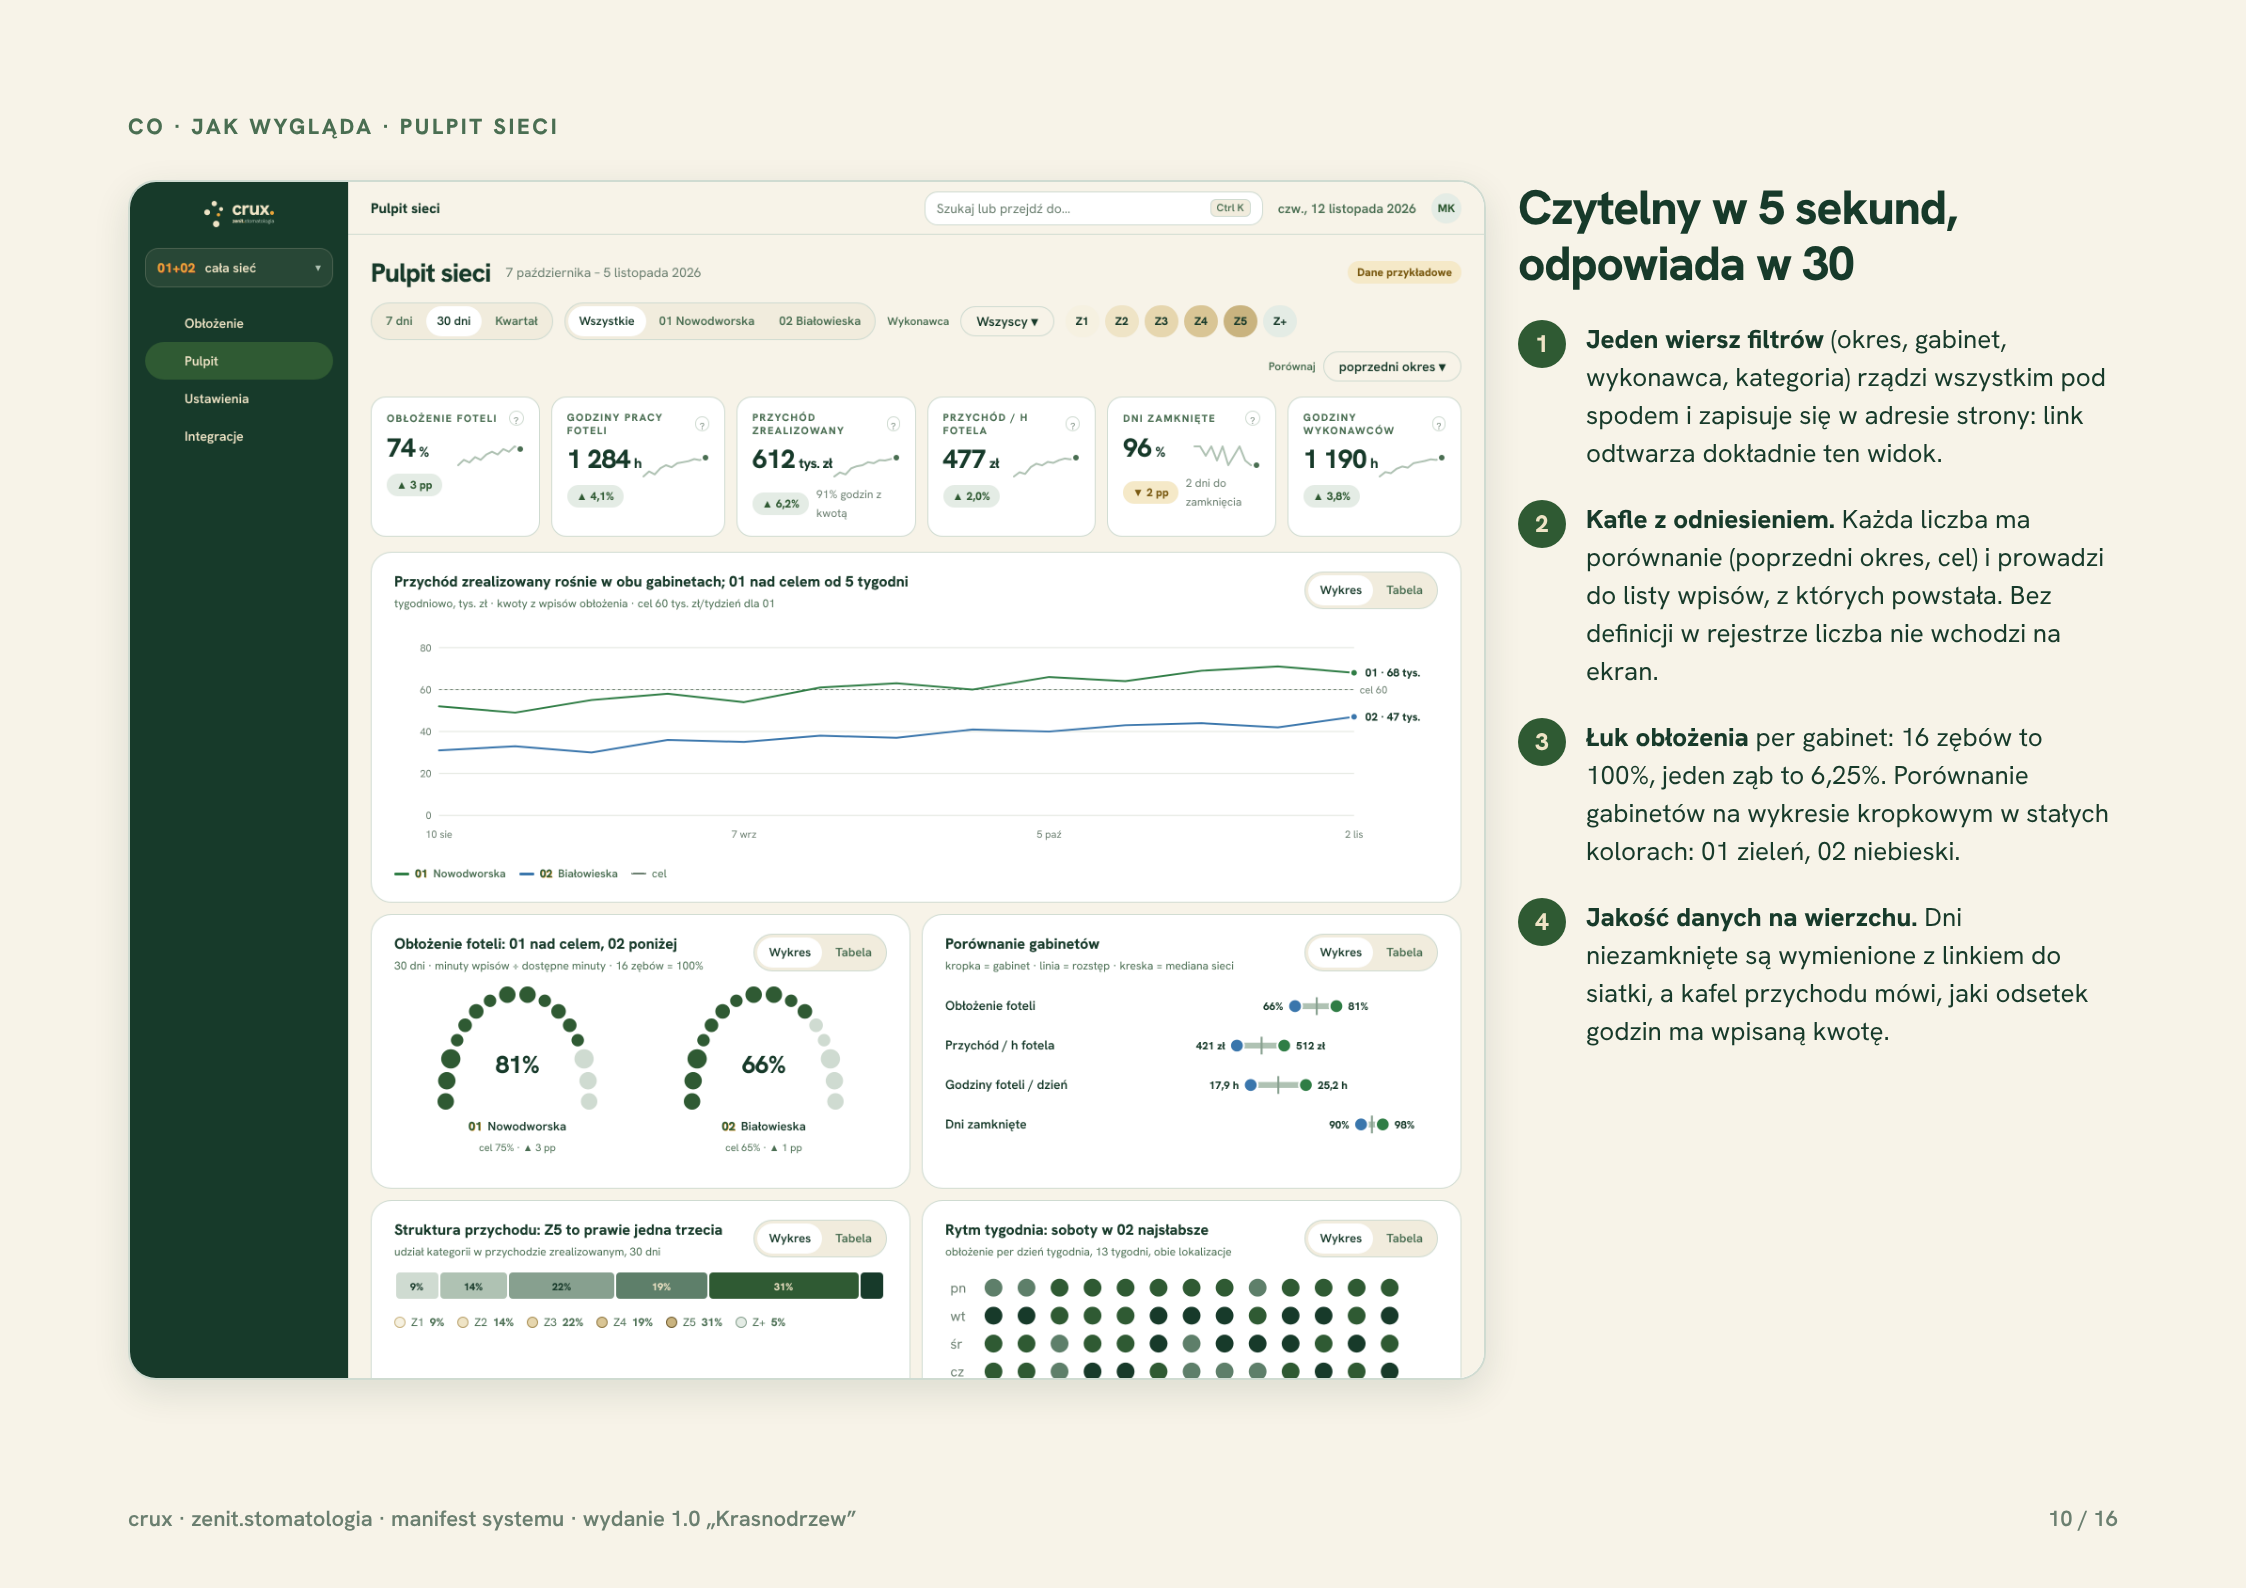 CO · JAK WYGLĄDA · PULPIT SIECI
crux.
zenit.stomatologia
01+02 cała sieć ▾
Obłożenie
Pulpit
Ustawienia
Integracje
Pulpit sieci
Szukaj lub przejdź do...
Ctrl K
czw., 12 listopada 2026
MK
Pulpit sieci
7 października – 5 listopada 2026
Dane przykładowe
7 dni 30 dni Kwartał
Wszystkie 01 Nowodworska 02 Białowieska
Wykonawca Wszyscy ▾
Z1 Z2 Z3 Z4 Z5 Z+
Porównaj poprzedni okres ▾
OBŁOŻENIE FOTELI ?
74 %
▲ 3 pp
GODZINY PRACY
FOTELI ?
1 284 h
▲ 4,1%
PRZYCHÓD
ZREALIZOWANY ?
612 tys. zł
▲ 6,2% 91% godzin z
kwotą
PRZYCHÓD / H
FOTELA ?
477 zł
▲ 2,0%
DNI ZAMKNIĘTE ?
96 %
▼ 2 pp 2 dni do
zamknięcia
GODZINY
WYKONAWCÓW ?
1 190 h
▲ 3,8%
Przychód zrealizowany rośnie w obu gabinetach; 01 nad celem od 5 tygodni
tygodniowo, tys. zł · kwoty z wpisów obłożenia · cel 60 tys. zł/tydzień dla 01
Wykres Tabela
80
60
40
20
0
10 sie 7 wrz 5 paź 2 lis
01 · 68 tys.
cel 60
02 · 47 tys.
01 Nowodworska 02 Białowieska cel
Obłożenie foteli: 01 nad celem, 02 poniżej
30 dni · minuty wpisów ÷ dostępne minuty · 16 zębów = 100%
Wykres Tabela
81%
01 Nowodworska
cel 75% · ▲ 3 pp
66%
02 Białowieska
cel 65% · ▲ 1 pp
Porównanie gabinetów
kropka = gabinet · linia = rozstęp · kreska = mediana sieci
Wykres Tabela
Obłożenie foteli 66% 81%
Przychód / h fotela 421 zł 512 zł
Godziny foteli / dzień 17,9 h 25,2 h
Dni zamknięte 90% 98%
Struktura przychodu: Z5 to prawie jedna trzecia
udział kategorii w przychodzie zrealizowanym, 30 dni
Wykres Tabela
9% 14% 22% 19% 31%
Z1 9% Z2 14% Z3 22% Z4 19% Z5 31% Z+ 5%
Rytm tygodnia: soboty w 02 najsłabsze
obłożenie per dzień tygodnia, 13 tygodni, obie lokalizacje
Wykres Tabela
pn
wt
śr
cz
Czytelny w 5 sekund,
odpowiada w 30
1 Jeden wiersz filtrów (okres, gabinet,
wykonawca, kategoria) rządzi wszystkim pod
spodem i zapisuje się w adresie strony: link
odtwarza dokładnie ten widok.
2 Kafle z odniesieniem. Każda liczba ma
porównanie (poprzedni okres, cel) i prowadzi
do listy wpisów, z których powstała. Bez
definicji w rejestrze liczba nie wchodzi na
ekran.
3 Łuk obłożenia per gabinet: 16 zębów to
100%, jeden ząb to 6,25%. Porównanie
gabinetów na wykresie kropkowym w stałych
kolorach: 01 zieleń, 02 niebieski.
4 Jakość danych na wierzchu. Dni
niezamknięte są wymienione z linkiem do
siatki, a kafel przychodu mówi, jaki odsetek
godzin ma wpisaną kwotę.
crux · zenit.stomatologia · manifest systemu · wydanie 1.0 „Krasnodrzew”
10 / 16